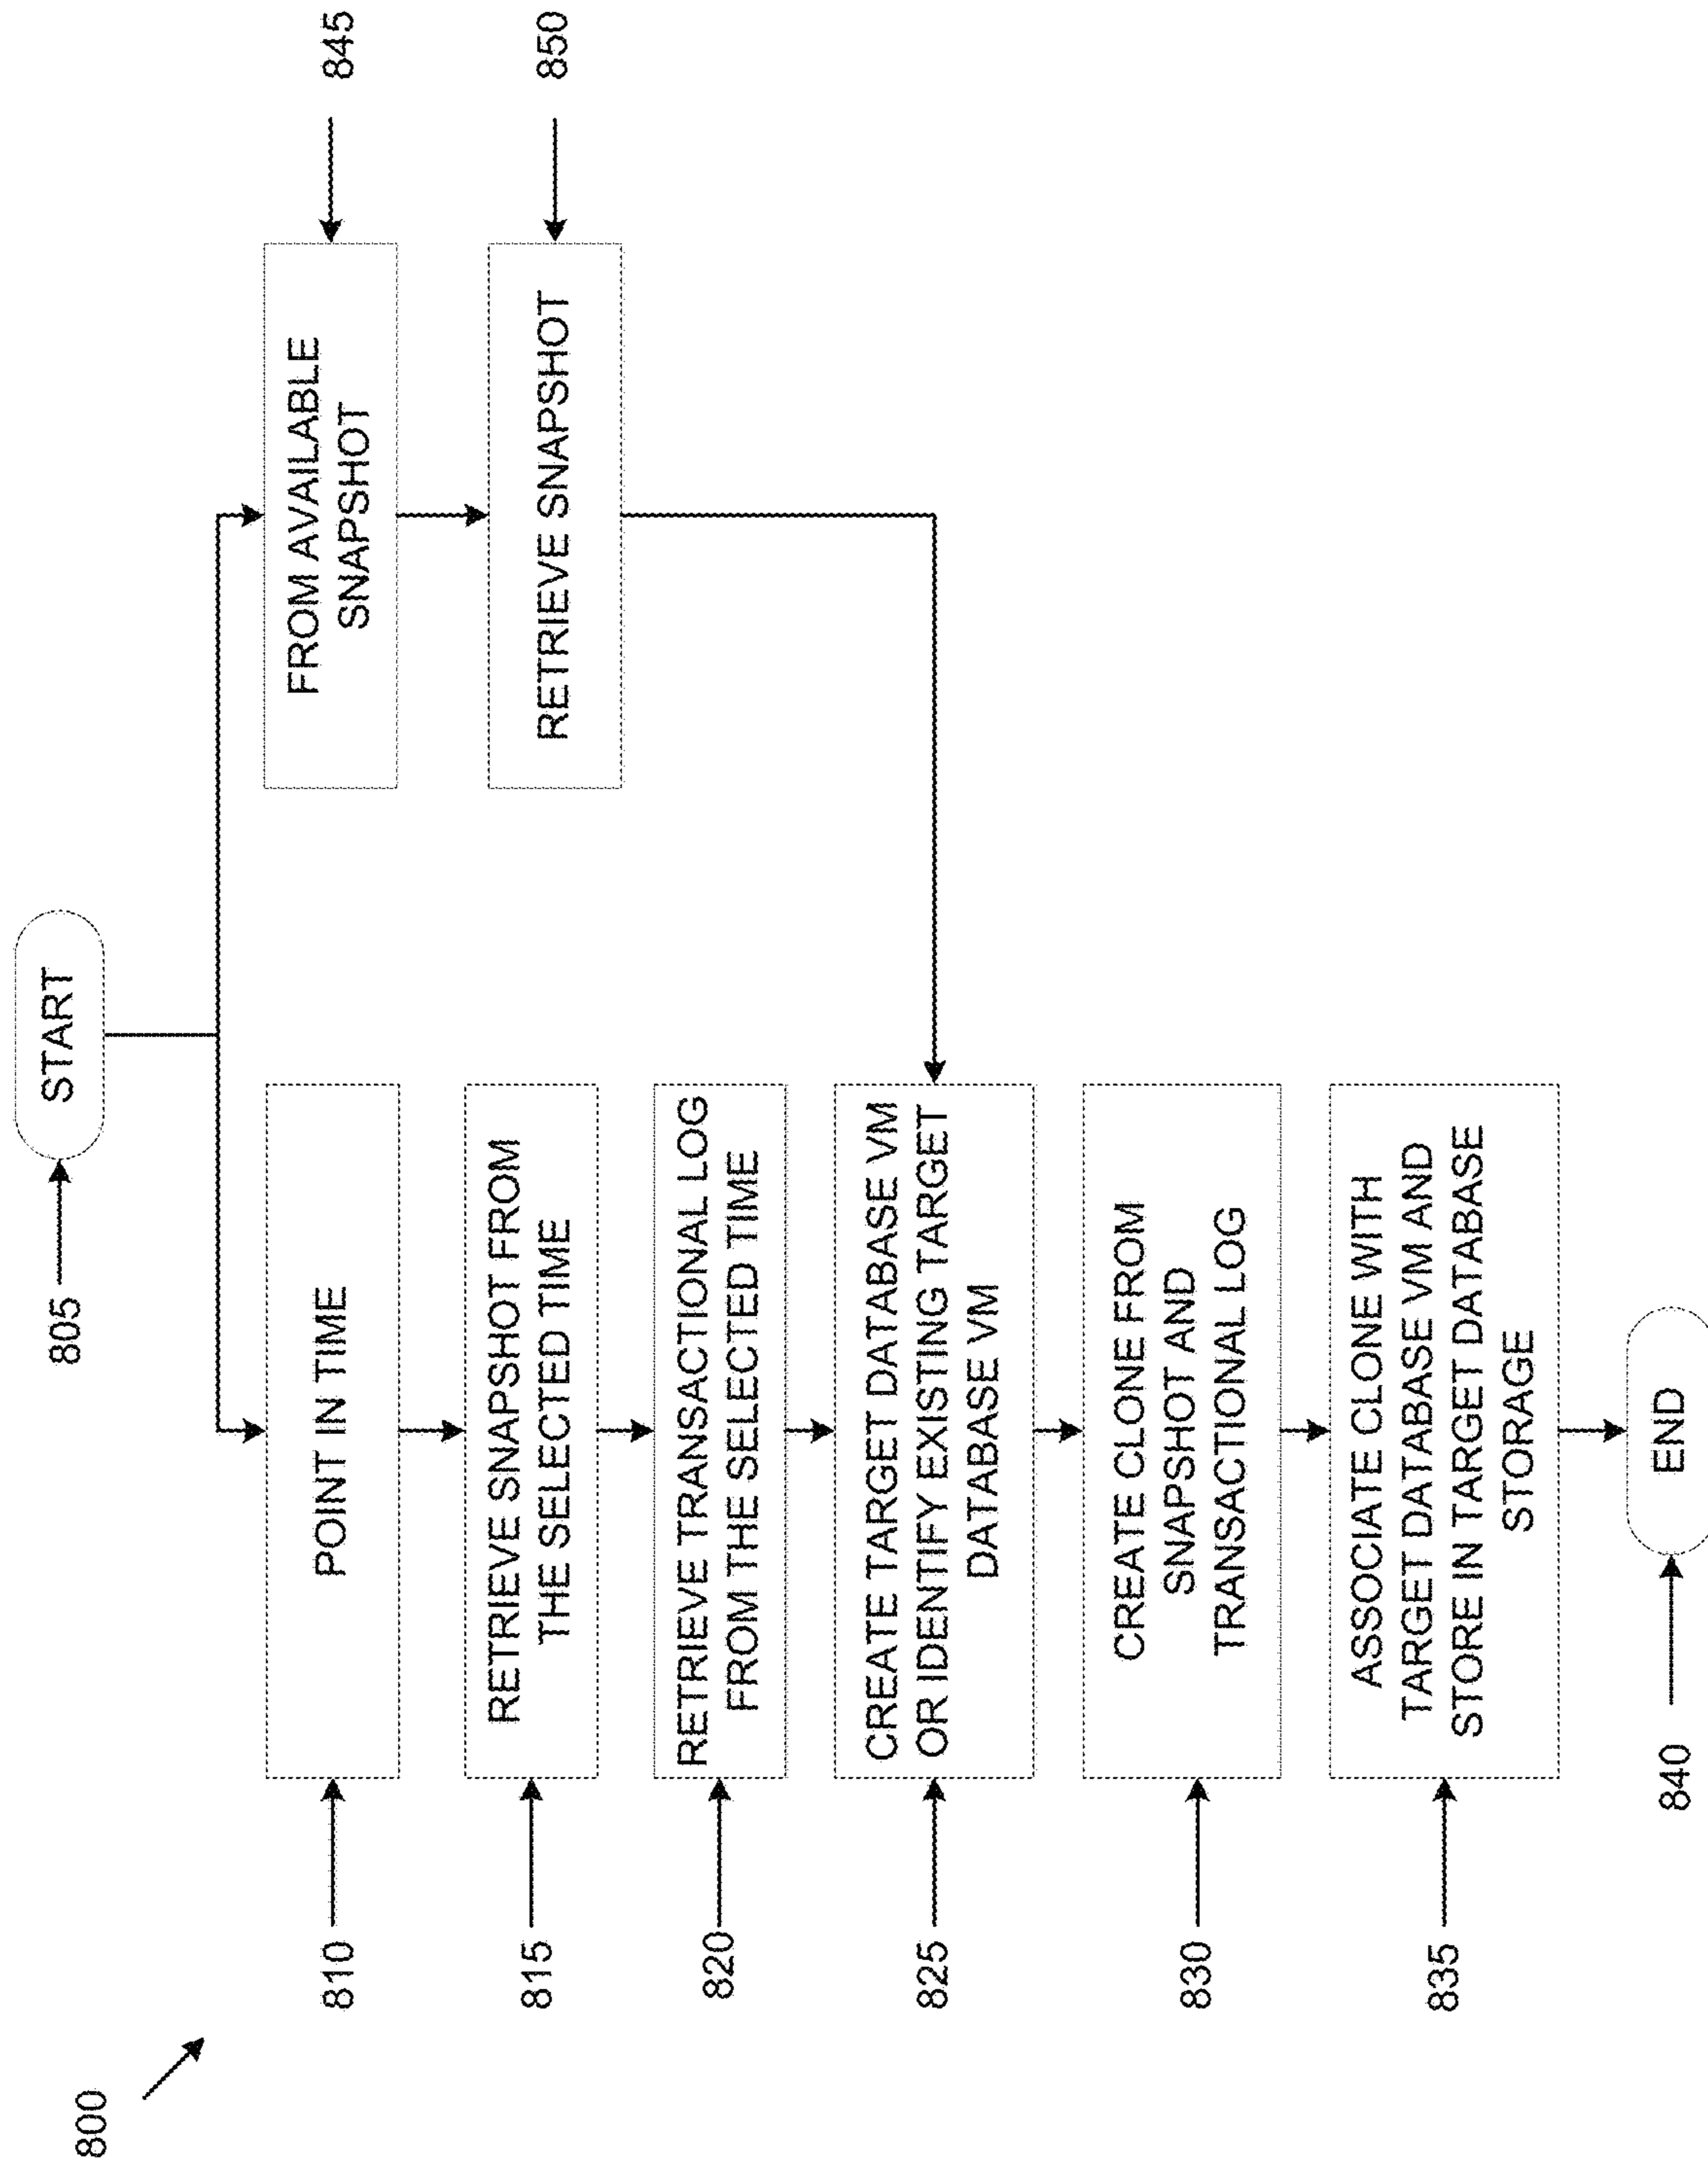 800
805
START
810
POINT IN TIME
815
RETRIEVE SNAPSHOT FROM
THE SELECTED TIME
820
RETRIEVE TRANSACTIONAL LOG
FROM THE SELECTED TIME
825
CREATE TARGET DATABASE VM
OR IDENTIFY EXISTING TARGET
DATABASE VM
830
CREATE CLONE FROM
SNAPSHOT AND
TRANSACTIONAL LOG
835
ASSOCIATE CLONE WITH
TARGET DATABASE VM AND
STORE IN TARGET DATABASE
STORAGE
840
END
FROM AVAILABLE
SNAPSHOT
845
RETRIEVE SNAPSHOT
850